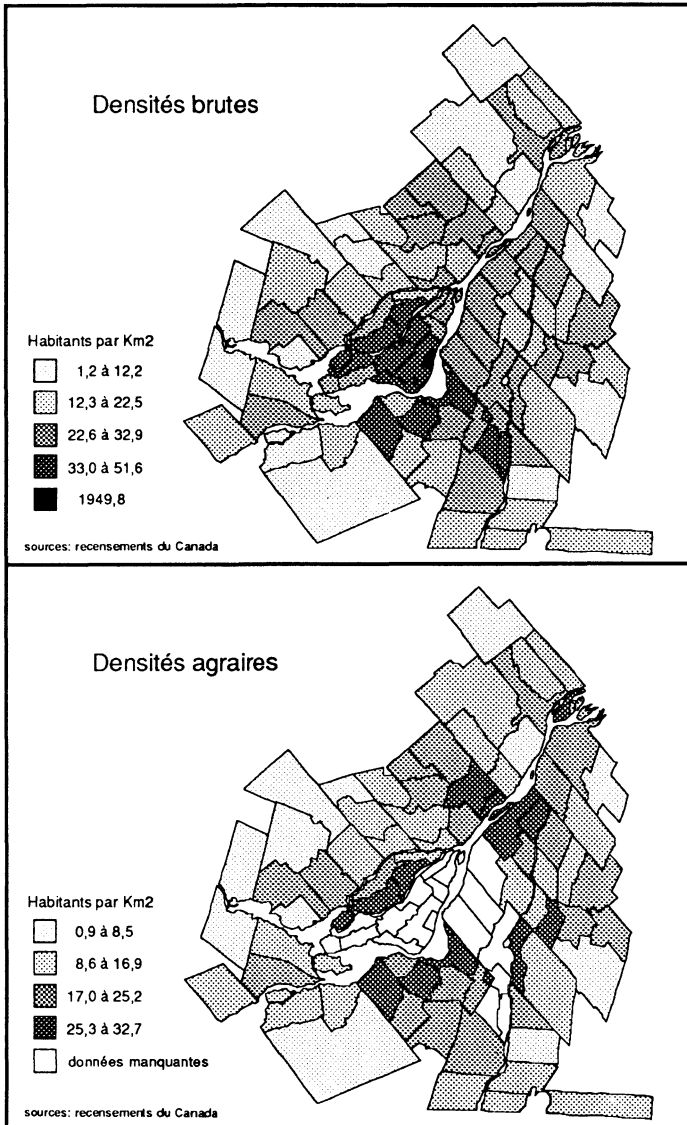 Densités brutes
Habitants par Km2
1,2 à 12,2
12,3 à 22,5
22,6 à 32,9
33,0 à 51,6
1949,8
sources: recensements du Canada
Densités agraires
Habitants par Km2
0,9 à 8,5
8,6 à 16,9
17,0 à 25,2
25,3 à 32,7
données manquantes
sources: recensements du Canada